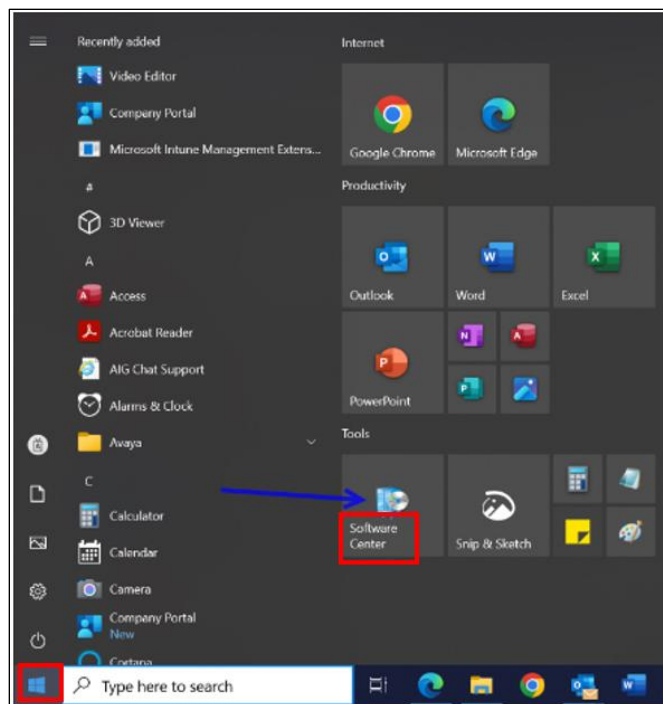 Recently added
Video Editor
Company Portal
Microsoft Intune Management Extens...
#
3D Viewer
A
Access
Acrobat Reader
AIG Chat Support
Alarms & Clock
Avaya
C
Calculator
Calendar
Camera
Company Portal
New
Cortana
Internet
Google Chrome
Microsoft Edge
Productivity
Outlook
Word
Excel
PowerPoint
Tools
Software
Center
Snip & Sketch
Type here to search